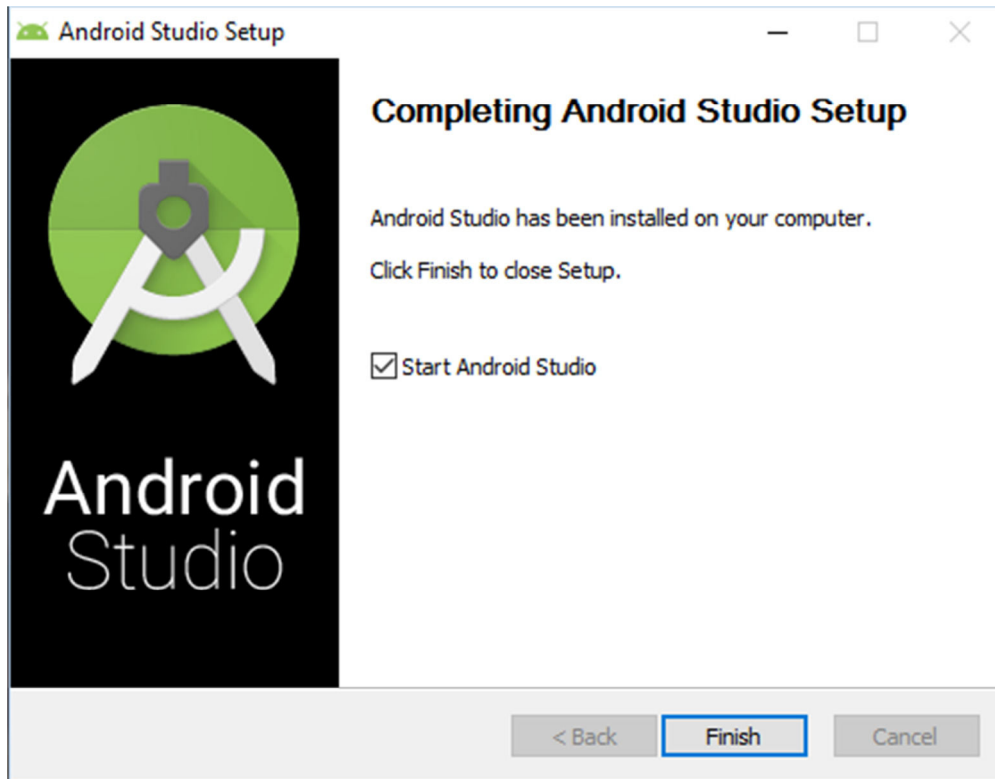 Android Studio Setup
Completing Android Studio Setup
Android Studio has been installed on your computer.
Click Finish to close Setup.
Start Android Studio
Android
Studio
< Back
Finish
Cancel